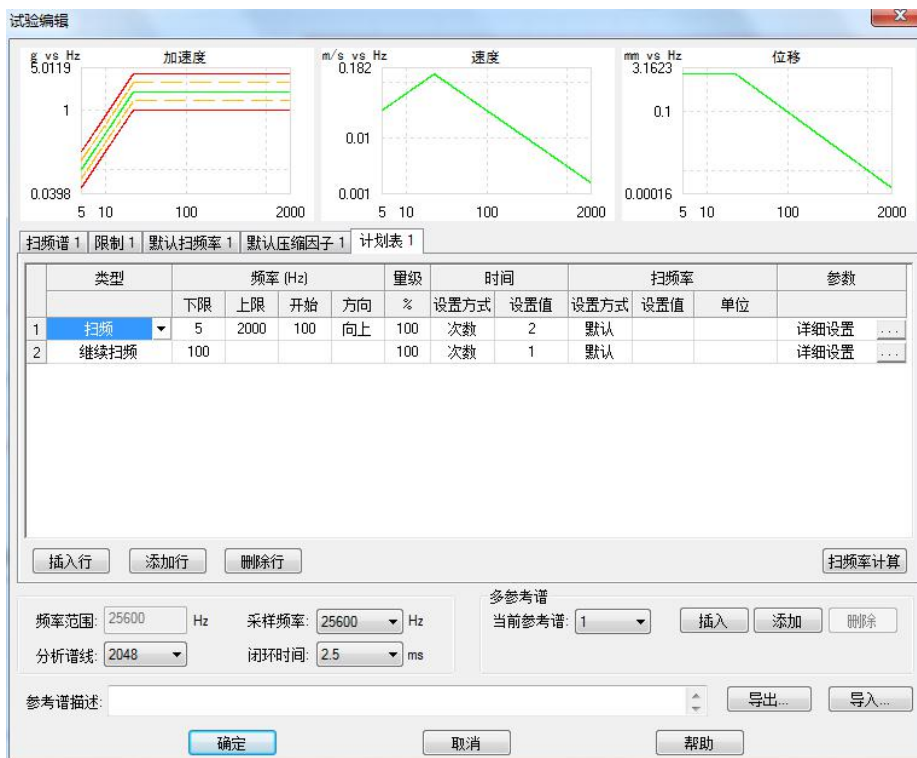 试验编辑
g vs Hz 加速度 m/s vs Hz 速度 mm vs Hz 位移
5.0119 0.182 3.1623
1 0.01 0.1
0.0398 0.001 0.00016
5 10 100 2000 5 10 100 2000 5 10 100 2000
扫频谱 1 限制 1 默认扫频率 1 默认压缩因子 1 计划表 1
类型 频率 (Hz) 量级 时间 扫频率 参数
下限 上限 开始 方向 % 设置方式 设置值 设置方式 设置值 单位
1 扫频 5 2000 100 向上 100 次数 2 默认 详细设置 ...
2 继续扫频 100 100 次数 1 默认 详细设置 ...
插入行 添加行 删除行 扫频率计算
多参考谱
频率范围: 25600 Hz 采样频率: 25600 Hz 当前参考谱: 1 插入 添加 删除
分析谱线: 2048 闭环时间: 2.5 ms
参考谱描述: 导出... 导入...
确定 取消 帮助